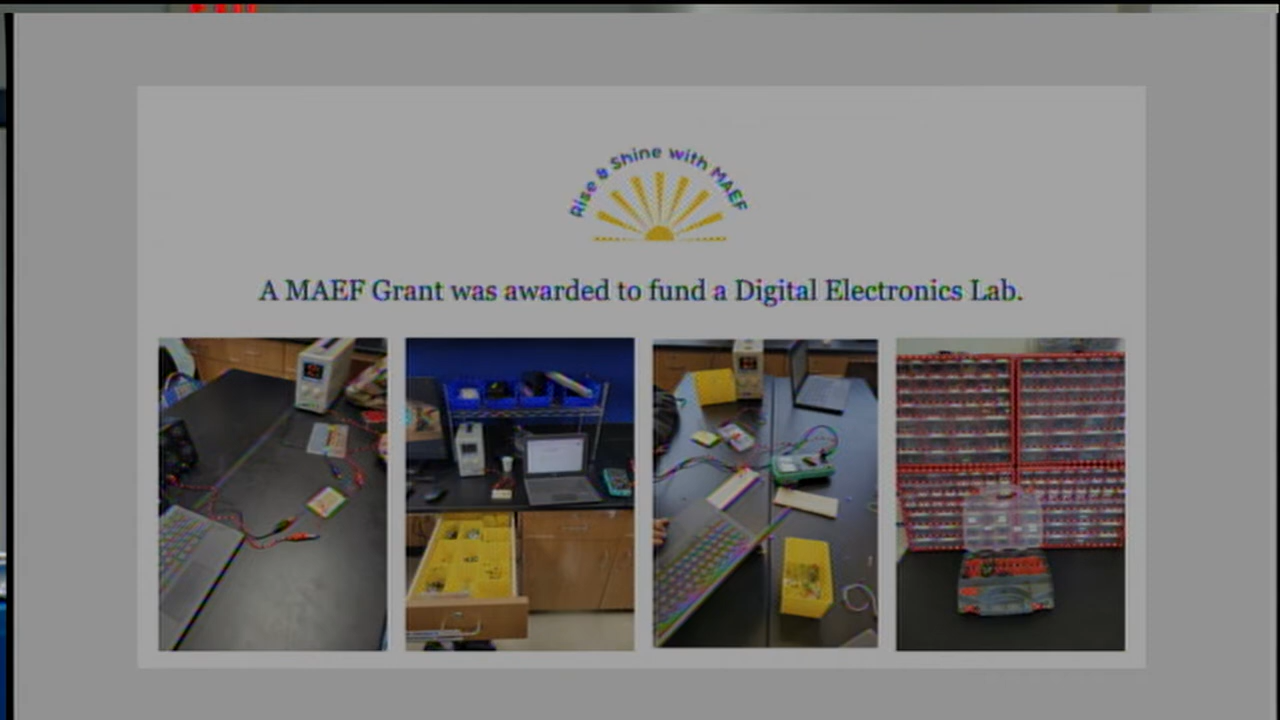 Rise & Shine with MAEF
A MAEF Grant was awarded to fund a Digital Electronics Lab.